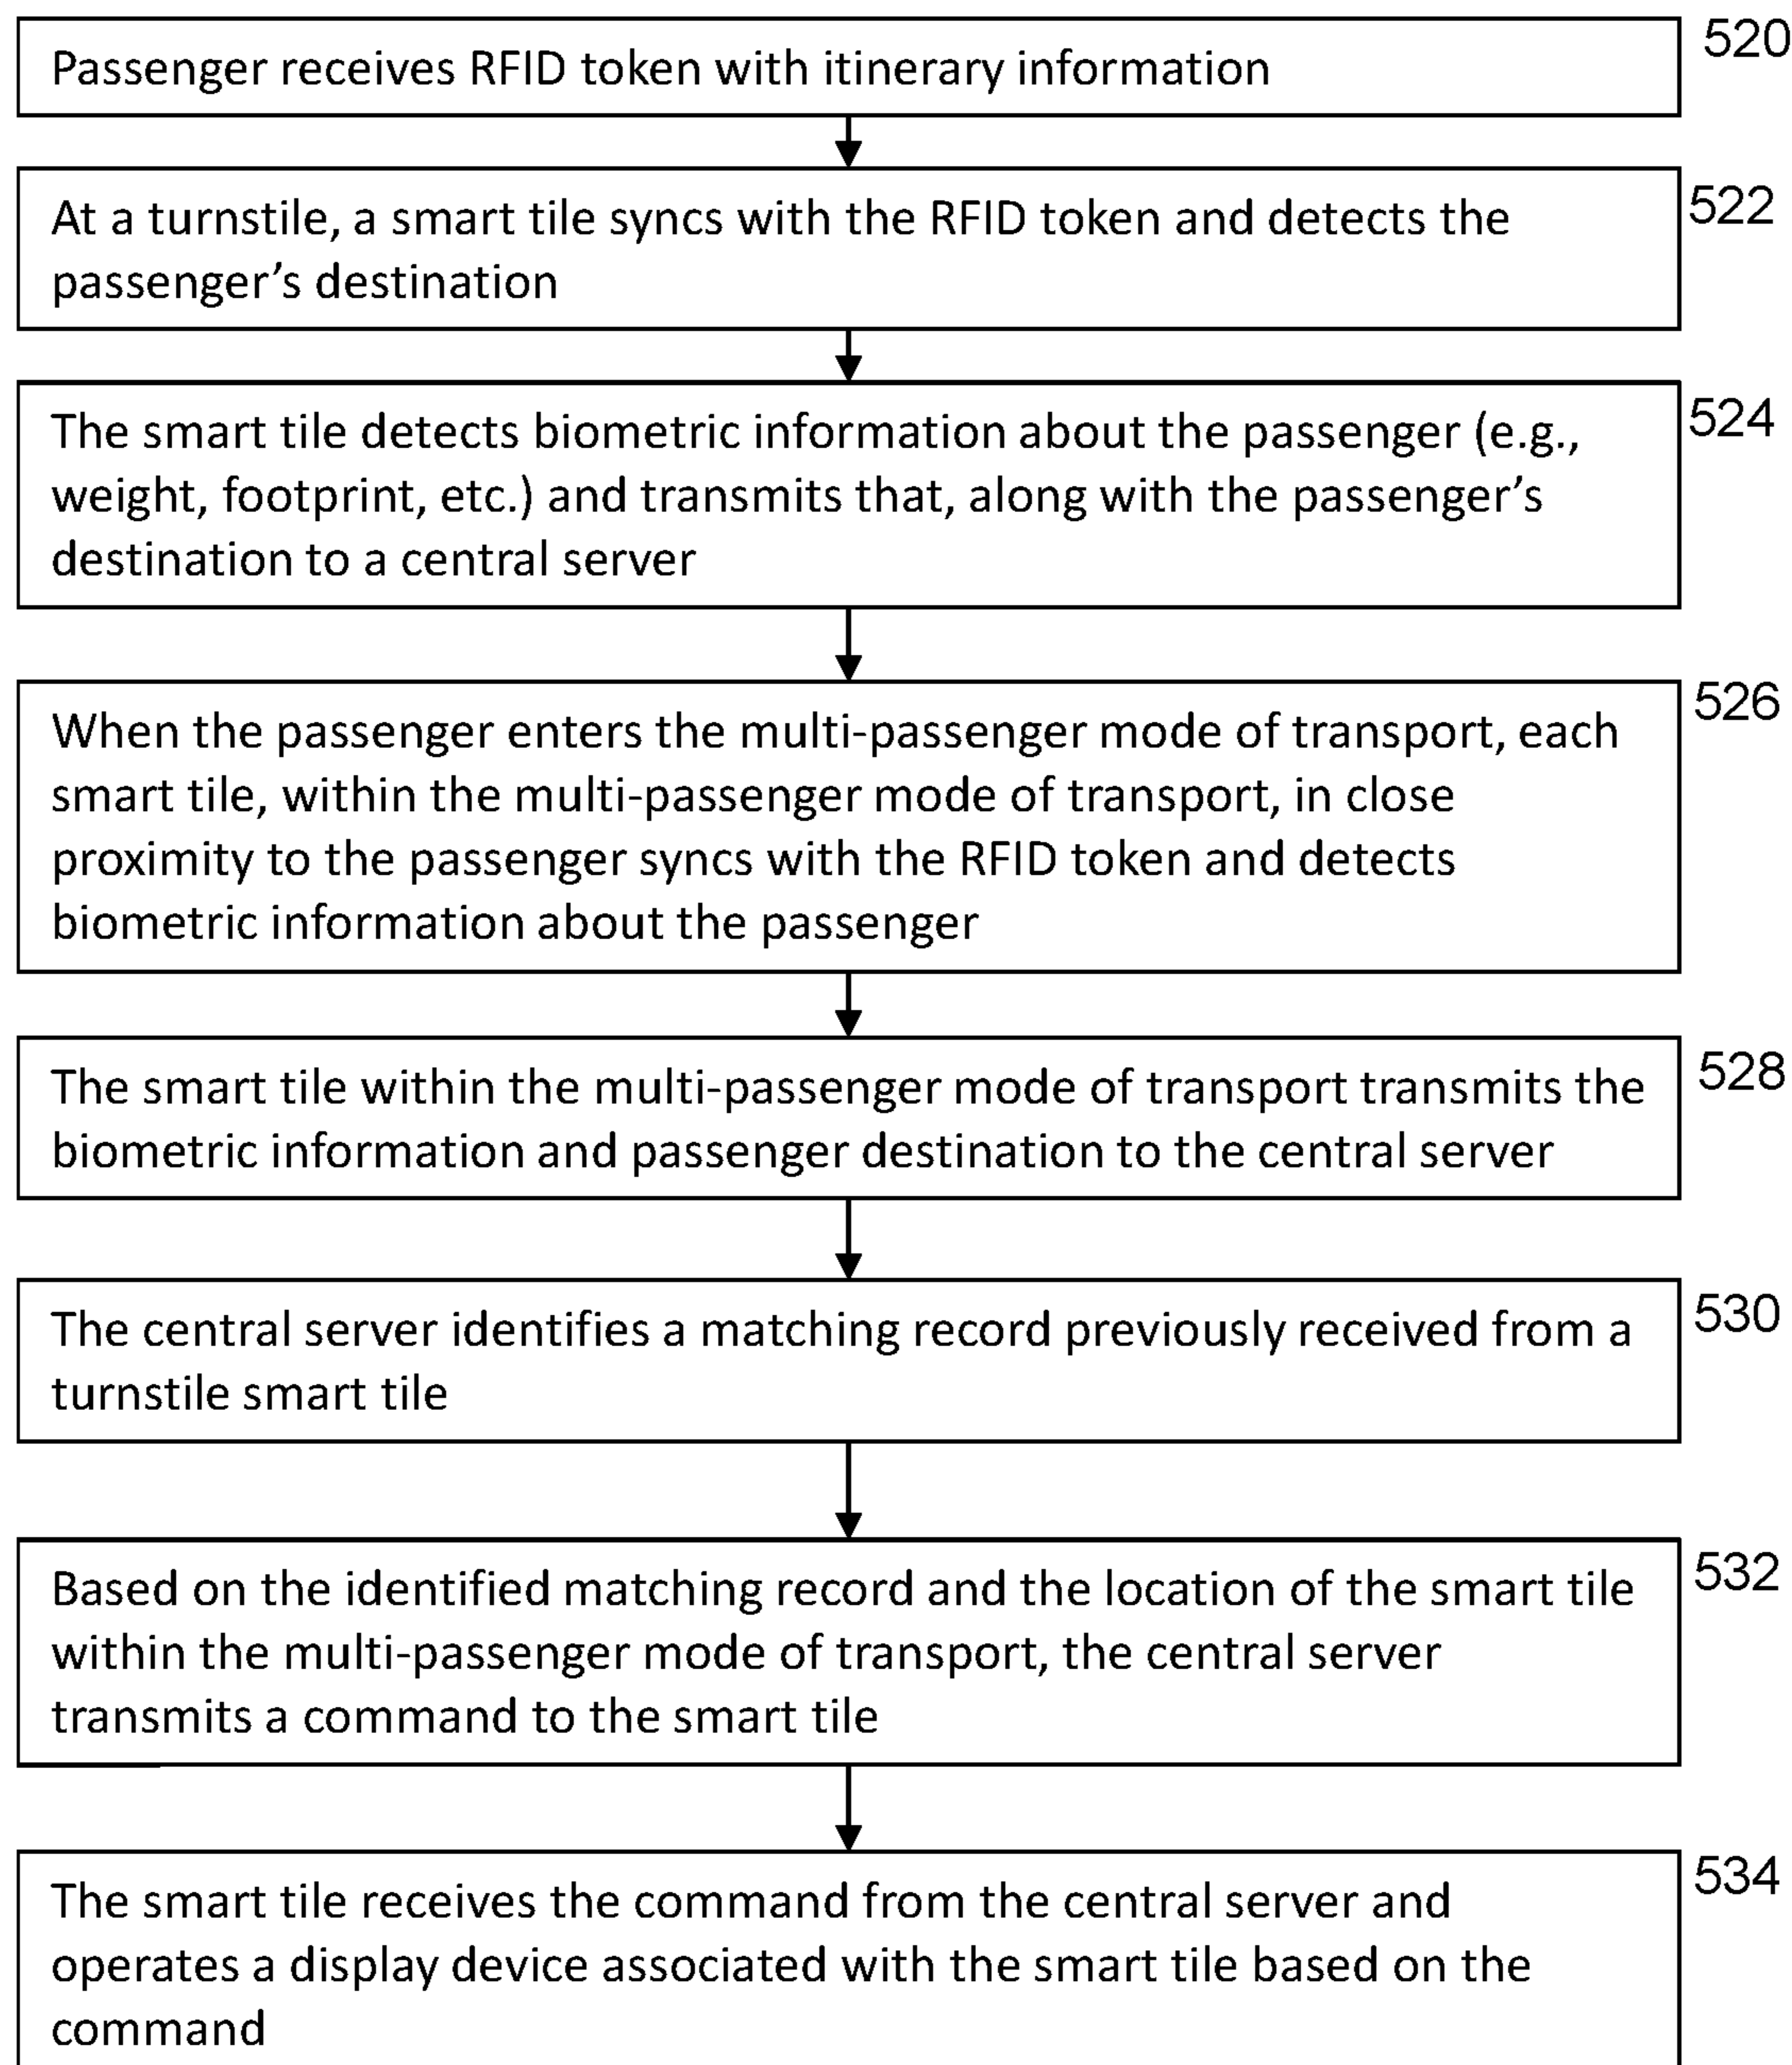 Passenger receives RFID token with itinerary information
520
At a turnstile, a smart tile syncs with the RFID token and detects the
passenger’s destination
522
The smart tile detects biometric information about the passenger (e.g.,
weight, footprint, etc.) and transmits that, along with the passenger’s
destination to a central server
524
When the passenger enters the multi-passenger mode of transport, each
smart tile, within the multi-passenger mode of transport, in close
proximity to the passenger syncs with the RFID token and detects
biometric information about the passenger
526
The smart tile within the multi-passenger mode of transport transmits the
biometric information and passenger destination to the central server
528
The central server identifies a matching record previously received from a
turnstile smart tile
530
Based on the identified matching record and the location of the smart tile
within the multi-passenger mode of transport, the central server
transmits a command to the smart tile
532
The smart tile receives the command from the central server and
operates a display device associated with the smart tile based on the
command
534